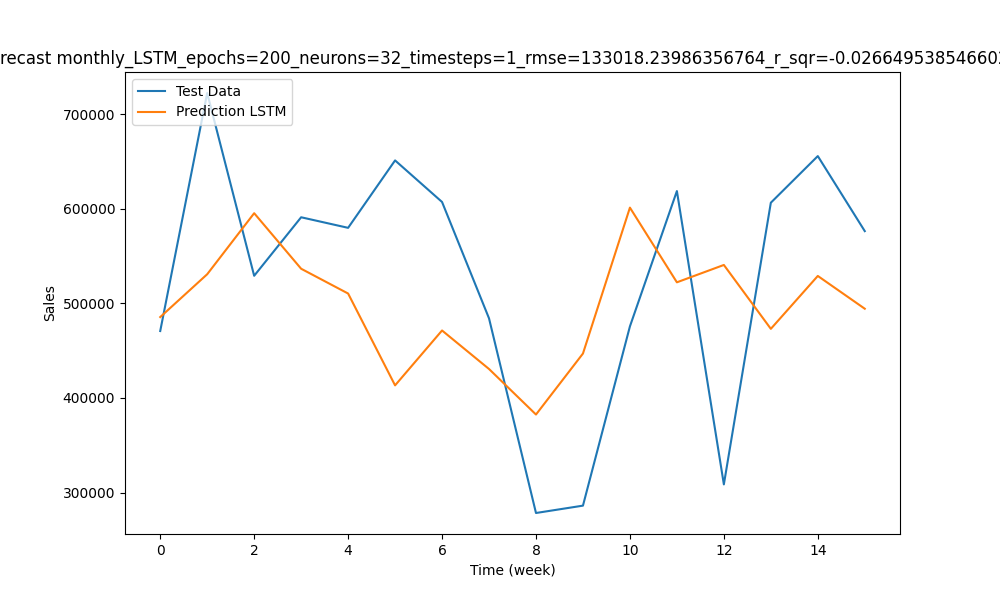 recast monthly_LSTM_epochs=200_neurons=32_timesteps=1_rmse=133018.23986356764_r_sqr=-0.02664953854660
Test Data
Prediction LSTM
700000
600000
500000
400000
300000
Sales
0 2 4 6 8 10 12 14
Time (week)